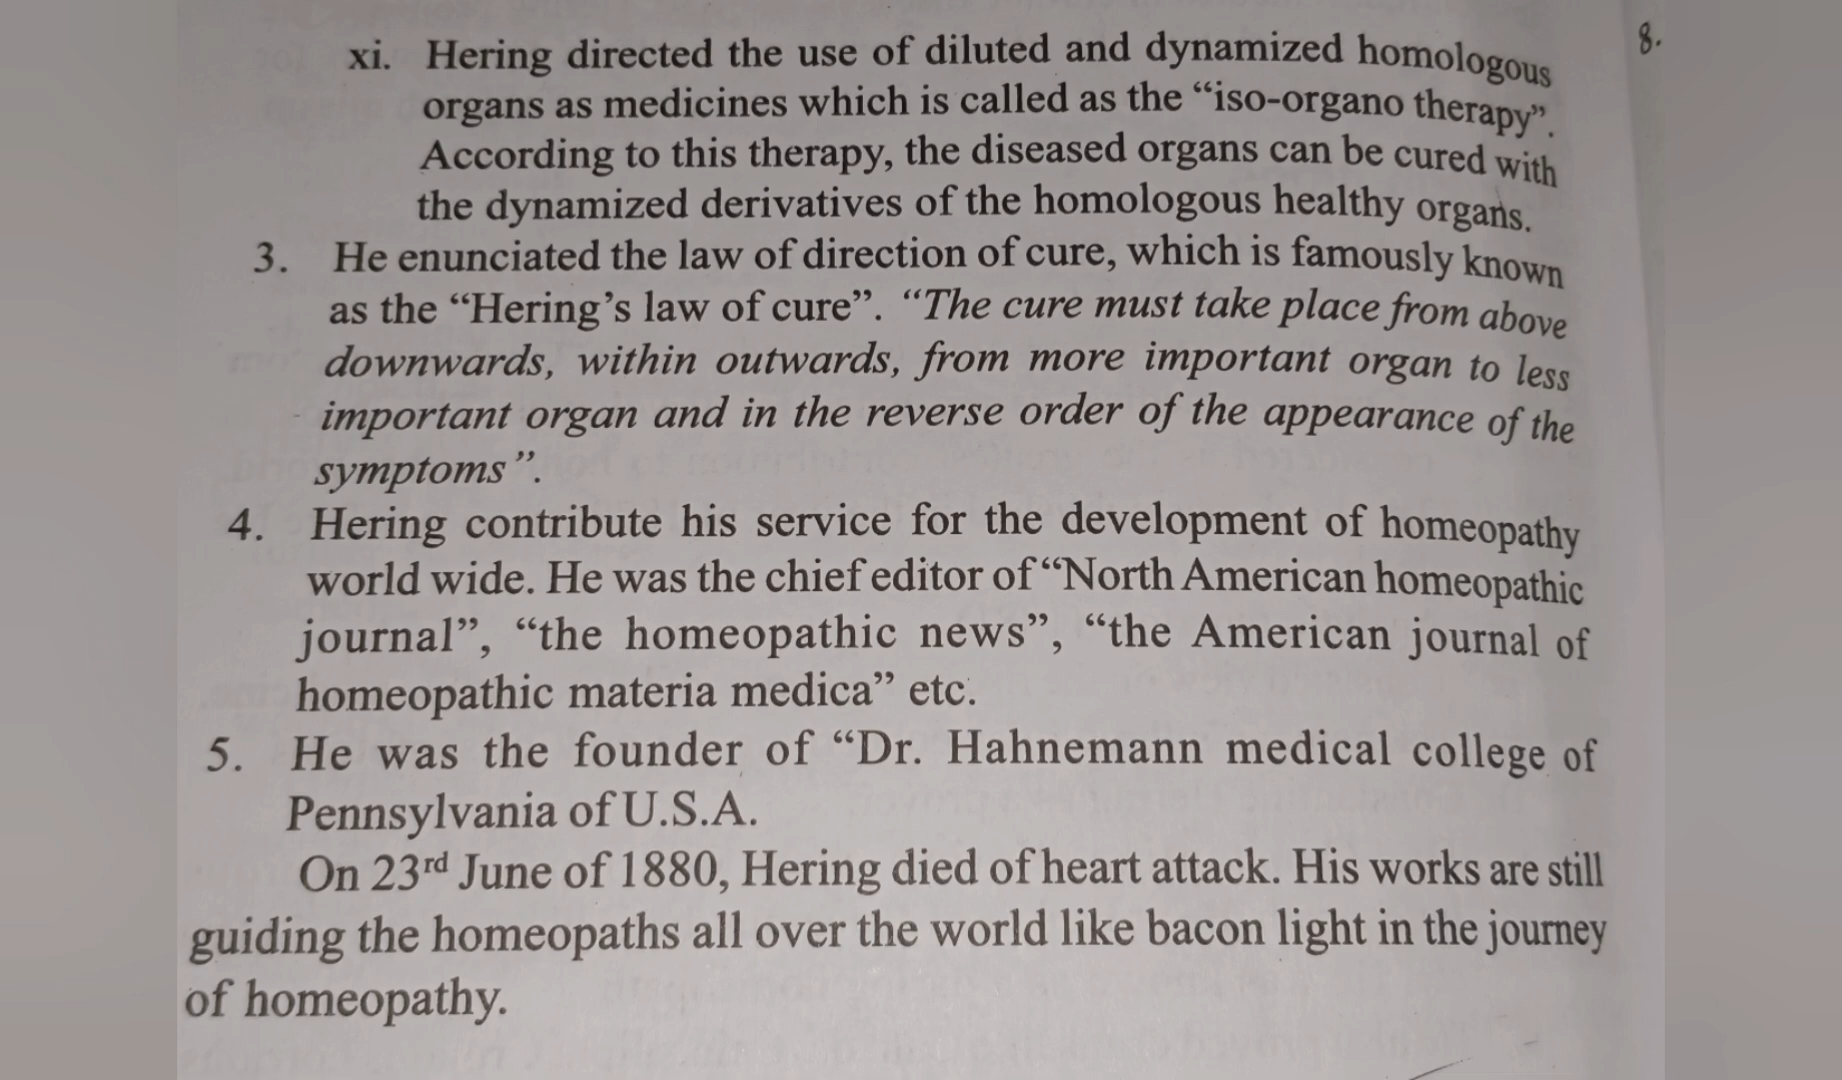 8.
xi. Hering directed the use of diluted and dynamized homologous
organs as medicines which is called as the “iso-organo therapy”.
According to this therapy, the diseased organs can be cured with
the dynamized derivatives of the homologous healthy organs.
3. He enunciated the law of direction of cure, which is famously known
as the “Hering’s law of cure”. “The cure must take place from above
downwards, within outwards, from more important organ to less
important organ and in the reverse order of the appearance of the
symptoms”.
4. Hering contribute his service for the development of homeopathy
world wide. He was the chief editor of “North American homeopathic
journal”, “the homeopathic news”, “the American journal of
homeopathic materia medica” etc.
5. He was the founder of “Dr. Hahnemann medical college of
Pennsylvania of U.S.A.
On 23rd June of 1880, Hering died of heart attack. His works are still
guiding the homeopaths all over the world like bacon light in the journey
of homeopathy.